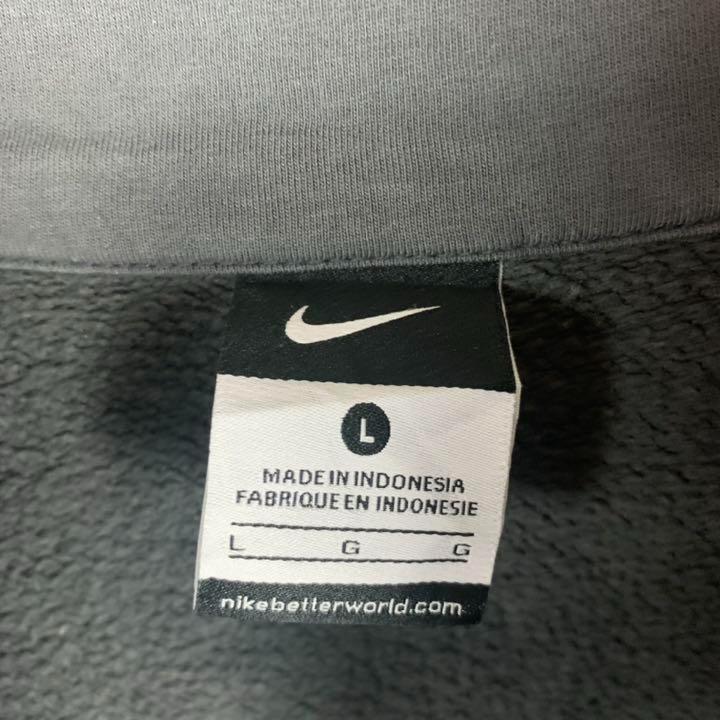 L
MADE IN INDONESIA
FABRIQUE EN INDONESIE
L G G
nikebetterworld.com